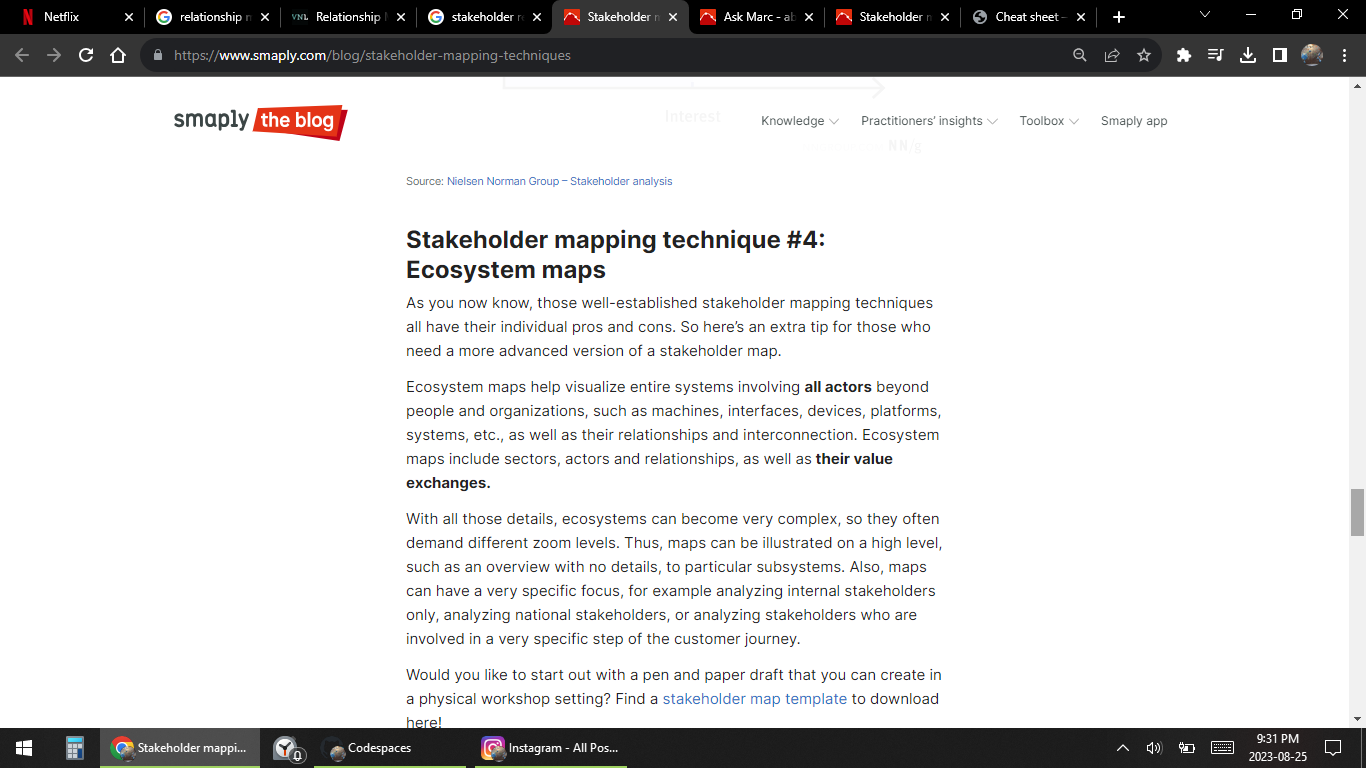 Netflix
relationship n
Relationship
stakeholder r
Stakeholder n
Ask Marc - ab
Stakeholder n
Cheat sheet –
https://www.smaply.com/blog/stakeholder-mapping-techniques
Interest
NN/g
smaply the blog
Knowledge
Practitioners' insights
Toolbox
Smaply app
Source: Nielsen Norman Group – Stakeholder analysis
Stakeholder mapping technique #4:
Ecosystem maps
As you now know, those well-established stakeholder mapping techniques
all have their individual pros and cons. So here's an extra tip for those who
need a more advanced version of a stakeholder map.
Ecosystem maps help visualize entire systems involving all actors beyond
people and organizations, such as machines, interfaces, devices, platforms,
systems, etc., as well as their relationships and interconnection. Ecosystem
maps include sectors, actors and relationships, as well as their value
exchanges.
With all those details, ecosystems can become very complex, so they often
demand different zoom levels. Thus, maps can be illustrated on a high level,
such as an overview with no details, to particular subsystems. Also, maps
can have a very specific focus, for example analyzing internal stakeholders
only, analyzing national stakeholders, or analyzing stakeholders who are
involved in a very specific step of the customer journey.
Would you like to start out with a pen and paper draft that you can create in
a physical workshop setting? Find a stakeholder map template to download
here!
Stakeholder mappi...
Codespaces
Instagram - All Pos...
9:31 PM
2023-08-25